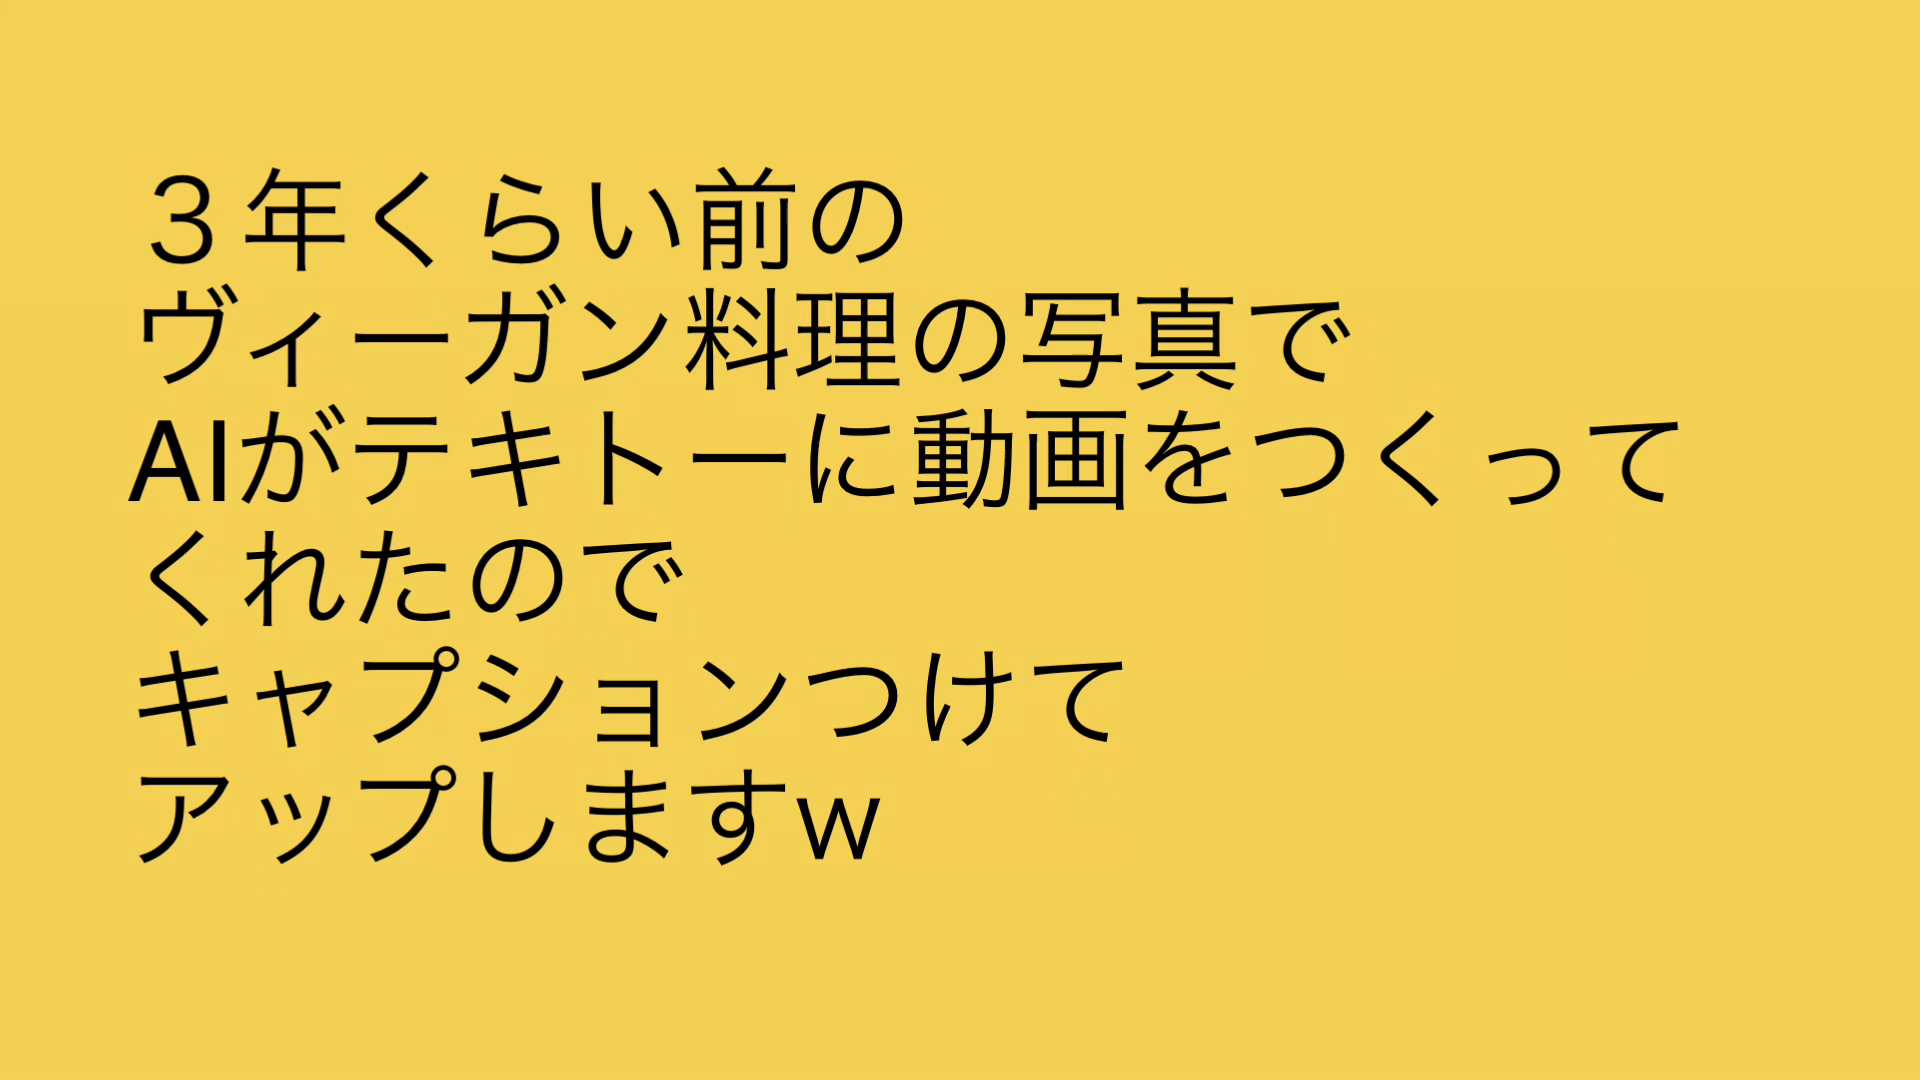 ３年くらい前の
ヴィーガン料理の写真で
AIがテキトーに動画をつくって
くれたので
キャプションつけて
アップしますw